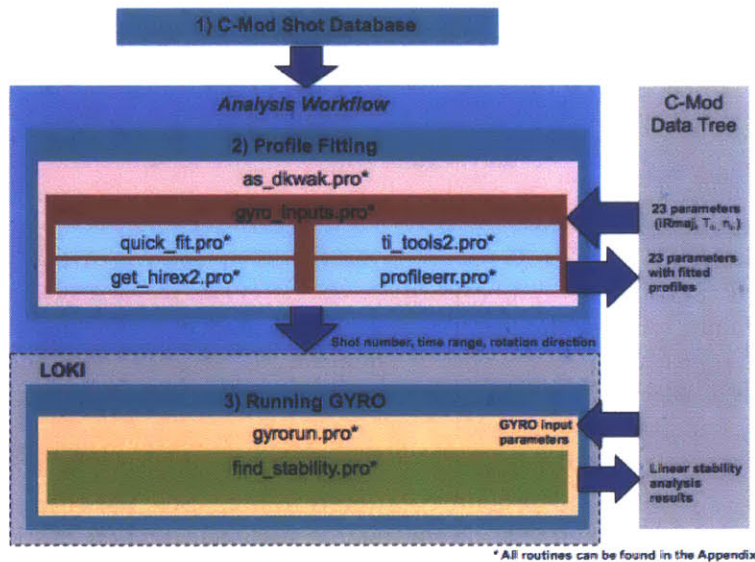 1) C-Mod Shot Database
Analysis Workflow
2) Profile Fitting
as_dkwak.pro*
gyro_inputs.pro*
quick_fit.pro*
ti_tools2.pro*
get_hirex2.pro*
profileerr.pro*
Shot number, time range, rotation direction
C-Mod
Data Tree
23 parameters
23 parameters
with fitted
profiles
LOKI
3) Running GYRO
gyrorun.pro*
GYRO input
parameters
find_stability.pro*
Linear stability
analysis
results
* All routines can be found in the Appendix